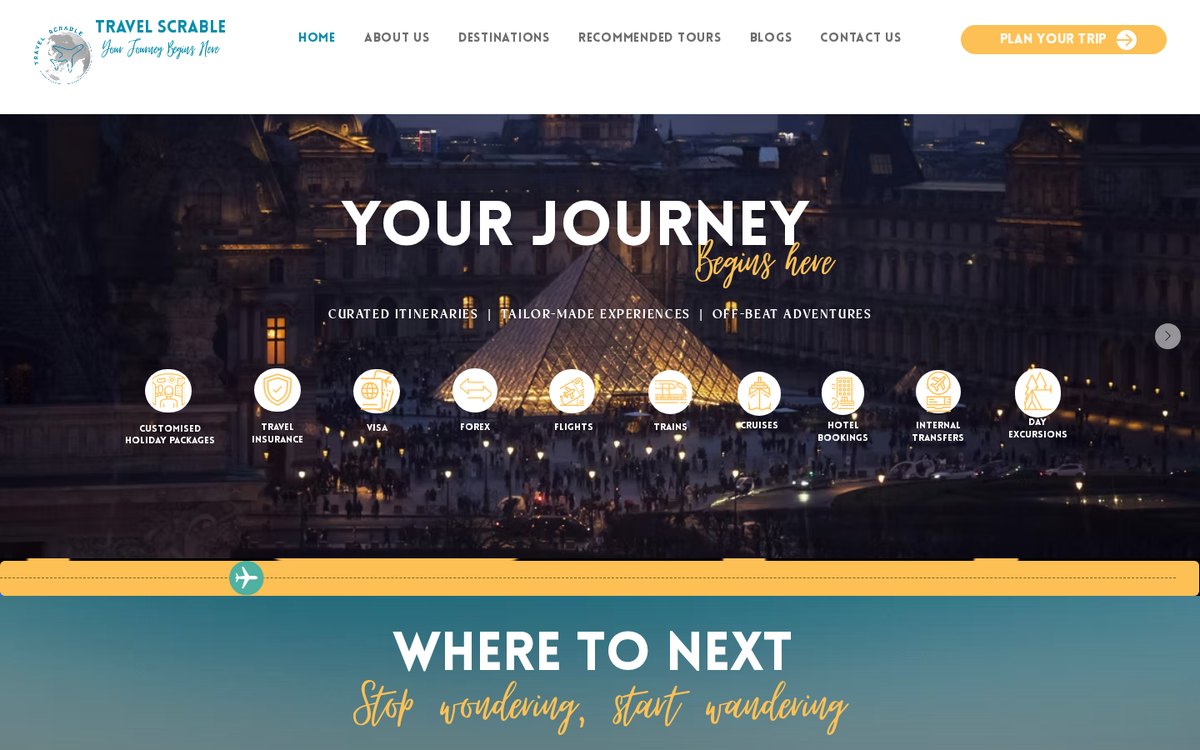 TRAVEL SCRABLE
Your Journey Begins Here
TRAVEL SCRABLE
HOME ABOUT US DESTINATIONS RECOMMENDED TOURS BLOGS CONTACT US
PLAN YOUR TRIP
YOUR JOURNEY
Begins here
CURATED ITINERARIES | TAILOR-MADE EXPERIENCES | OFF-BEAT ADVENTURES
CUSTOMISED
HOLIDAY PACKAGES
TRAVEL
INSURANCE
VISA
FOREX
FLIGHTS
TRAINS
CRUISES
HOTEL
BOOKINGS
INTERNAL
TRANSFERS
DAY
EXCURSIONS
WHERE TO NEXT
Stop wondering, start wandering